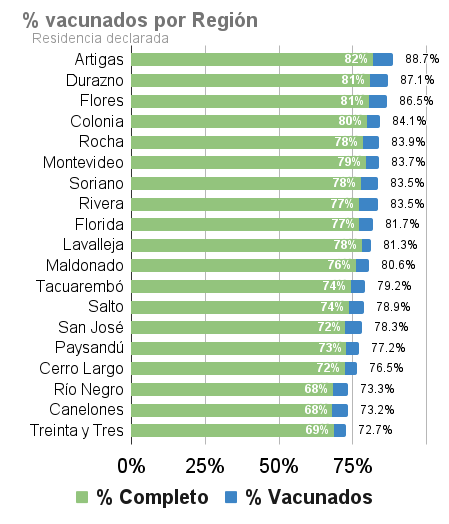 % vacunados por Región
Residencia declarada
Artigas 82% 88.7%
Durazno 81% 87.1%
Flores 81% 86.5%
Colonia 80% 84.1%
Rocha 78% 83.9%
Montevideo 79% 83.7%
Soriano 78% 83.5%
Rivera 77% 83.5%
Florida 77% 81.7%
Lavalleja 78% 81.3%
Maldonado 76% 80.6%
Tacuarembó 74% 79.2%
Salto 74% 78.9%
San José 72% 78.3%
Paysandú 73% 77.2%
Cerro Largo 72% 76.5%
Río Negro 68% 73.3%
Canelones 68% 73.2%
Treinta y Tres 69% 72.7%
0% 25% 50% 75%
% Completo % Vacunados